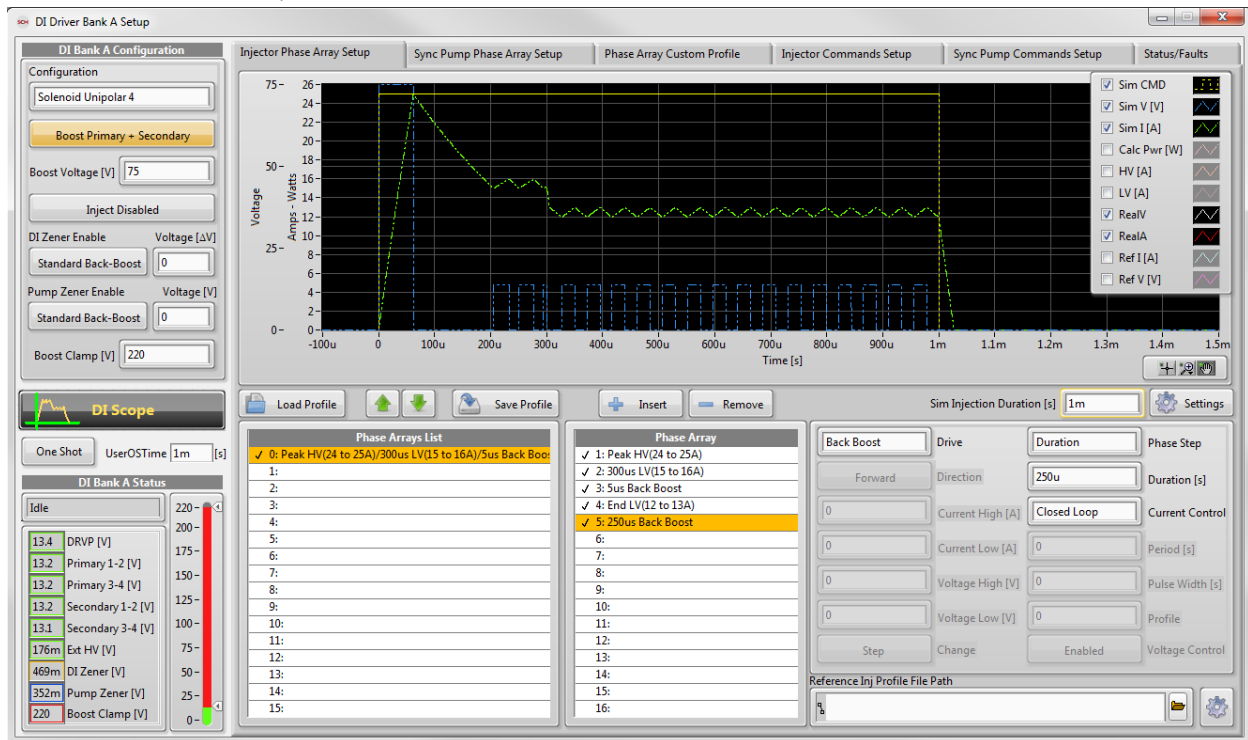 SCH DI Driver Bank A Setup
DI Bank A Configuration
Configuration
Solenoid Unipolar 4
Boost Primary + Secondary
Boost Voltage [V] 75
Inject Disabled
DI Zener Enable Voltage [ΔV]
Standard Back-Boost 0
Pump Zener Enable Voltage [V]
Standard Back-Boost 0
Boost Clamp [V] 220
DI Scope
One Shot UserOSTime 1m [s]
DI Bank A Status
Idle
13.4 DRVP [V]
13.2 Primary 1-2 [V]
13.2 Primary 3-4 [V]
13.2 Secondary 1-2 [V]
13.1 Secondary 3-4 [V]
176m Ext HV [V]
469m DI Zener [V]
352m Pump Zener [V]
220 Boost Clamp [V]
220
200
175
150
125
100
75
50
25
0
Injector Phase Array Setup Sync Pump Phase Array Setup Phase Array Custom Profile Injector Commands Setup Sync Pump Commands Setup Status/Faults
Voltage
75
50
25
0
Amps - Watts
26
24
22
20
18
16
14
12
10
8
6
4
2
0
-100u 0 100u 200u 300u 400u 500u 600u 700u 800u 900u 1m 1.1m 1.2m 1.3m 1.4m 1.5m
Time [s]
Sim CMD
Sim V [V]
Sim I [A]
Calc Pwr [W]
HV [A]
LV [A]
RealV
RealA
Ref I [A]
Ref V [V]
Load Profile Save Profile Insert Remove Sim Injection Duration [s] 1m Settings
Phase Arrays List
✓ 0: Peak HV(24 to 25A)/300us LV(15 to 16A)/5us Back Boos
1:
2:
3:
4:
5:
6:
7:
8:
9:
10:
11:
12:
13:
14:
15:
Phase Array
✓ 1: Peak HV(24 to 25A)
✓ 2: 300us LV(15 to 16A)
✓ 3: 5us Back Boost
✓ 4: End LV(12 to 13A)
✓ 5: 250us Back Boost
6:
7:
8:
9:
10:
11:
12:
13:
14:
15:
16:
Back Boost Drive Duration Phase Step
Forward Direction 250u Duration [s]
0 Current High [A] Closed Loop Current Control
0 Current Low [A] 0 Period [s]
0 Voltage High [V] 0 Pulse Width [s]
0 Voltage Low [V] 0 Profile
Step Change Enabled Voltage Control
Reference Inj Profile File Path